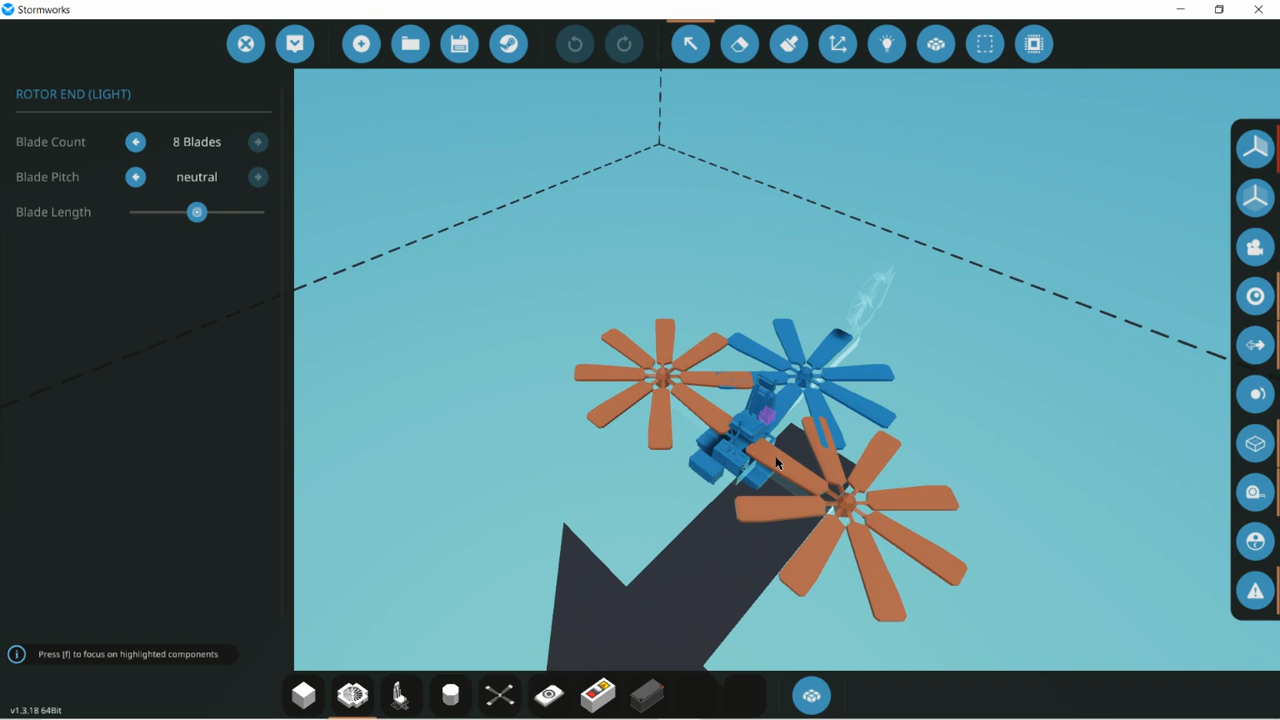 Stormworks
ROTOR END (LIGHT)
Blade Count 8 Blades
Blade Pitch neutral
Blade Length
Press [f] to focus on highlighted components
v1.3.18 64Bit